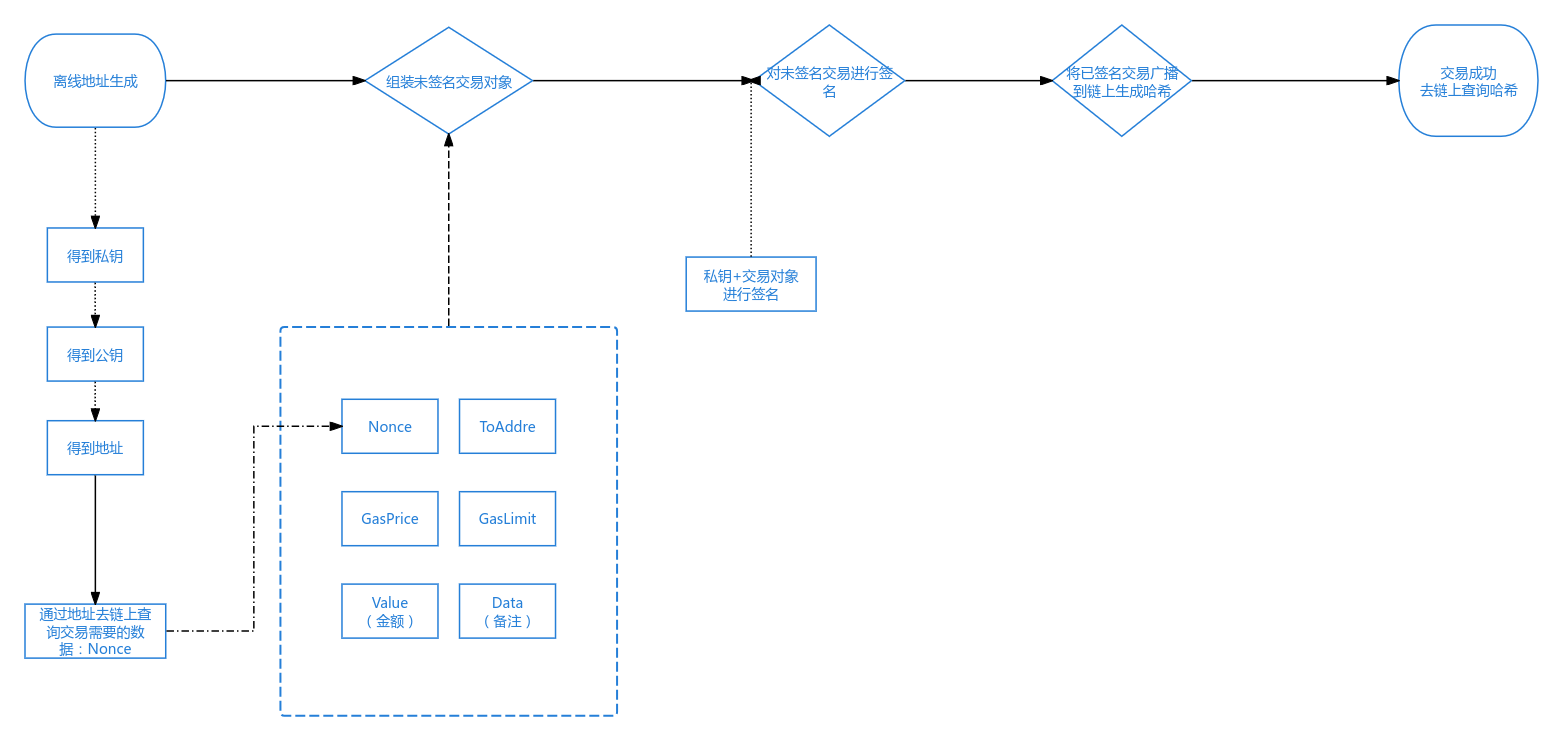 离线地址生成
组装未签名交易对象
对未签名交易进行签
名
将已签名交易广播
到链上生成哈希
交易成功
去链上查询哈希
得到私钥
私钥+交易对象
进行签名
得到公钥
得到地址
Nonce
ToAddre
GasPrice
GasLimit
Value
（金额）
Data
（备注）
通过地址去链上查
询交易需要的数
据：Nonce